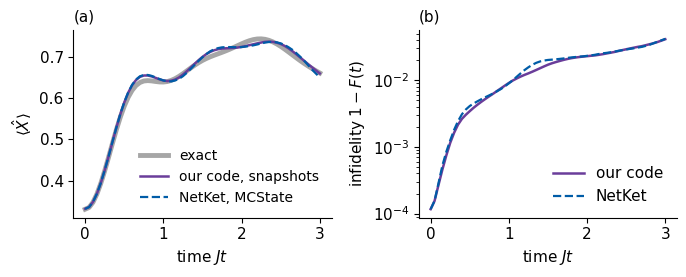 (a)
0.7
0.6
0.5
0.4
⟨X̂⟩
exact
our code, snapshots
NetKet, MCState
0 1 2 3
time Jt
(b)
10⁻²
10⁻³
10⁻⁴
infidelity 1 − F(t)
our code
NetKet
0 1 2 3
time Jt